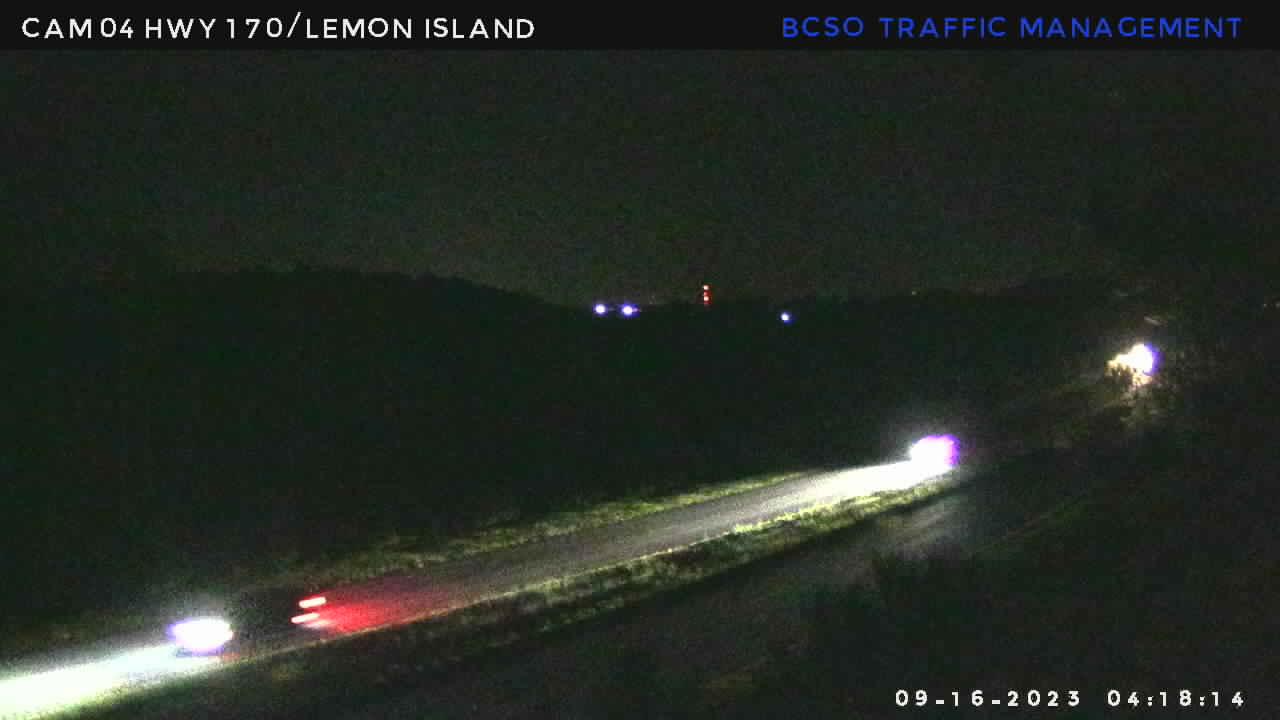 CAM04 HWY 170/LEMON ISLAND BCSO TRAFFIC MANAGEMENT
09-16-2023 04:18:14